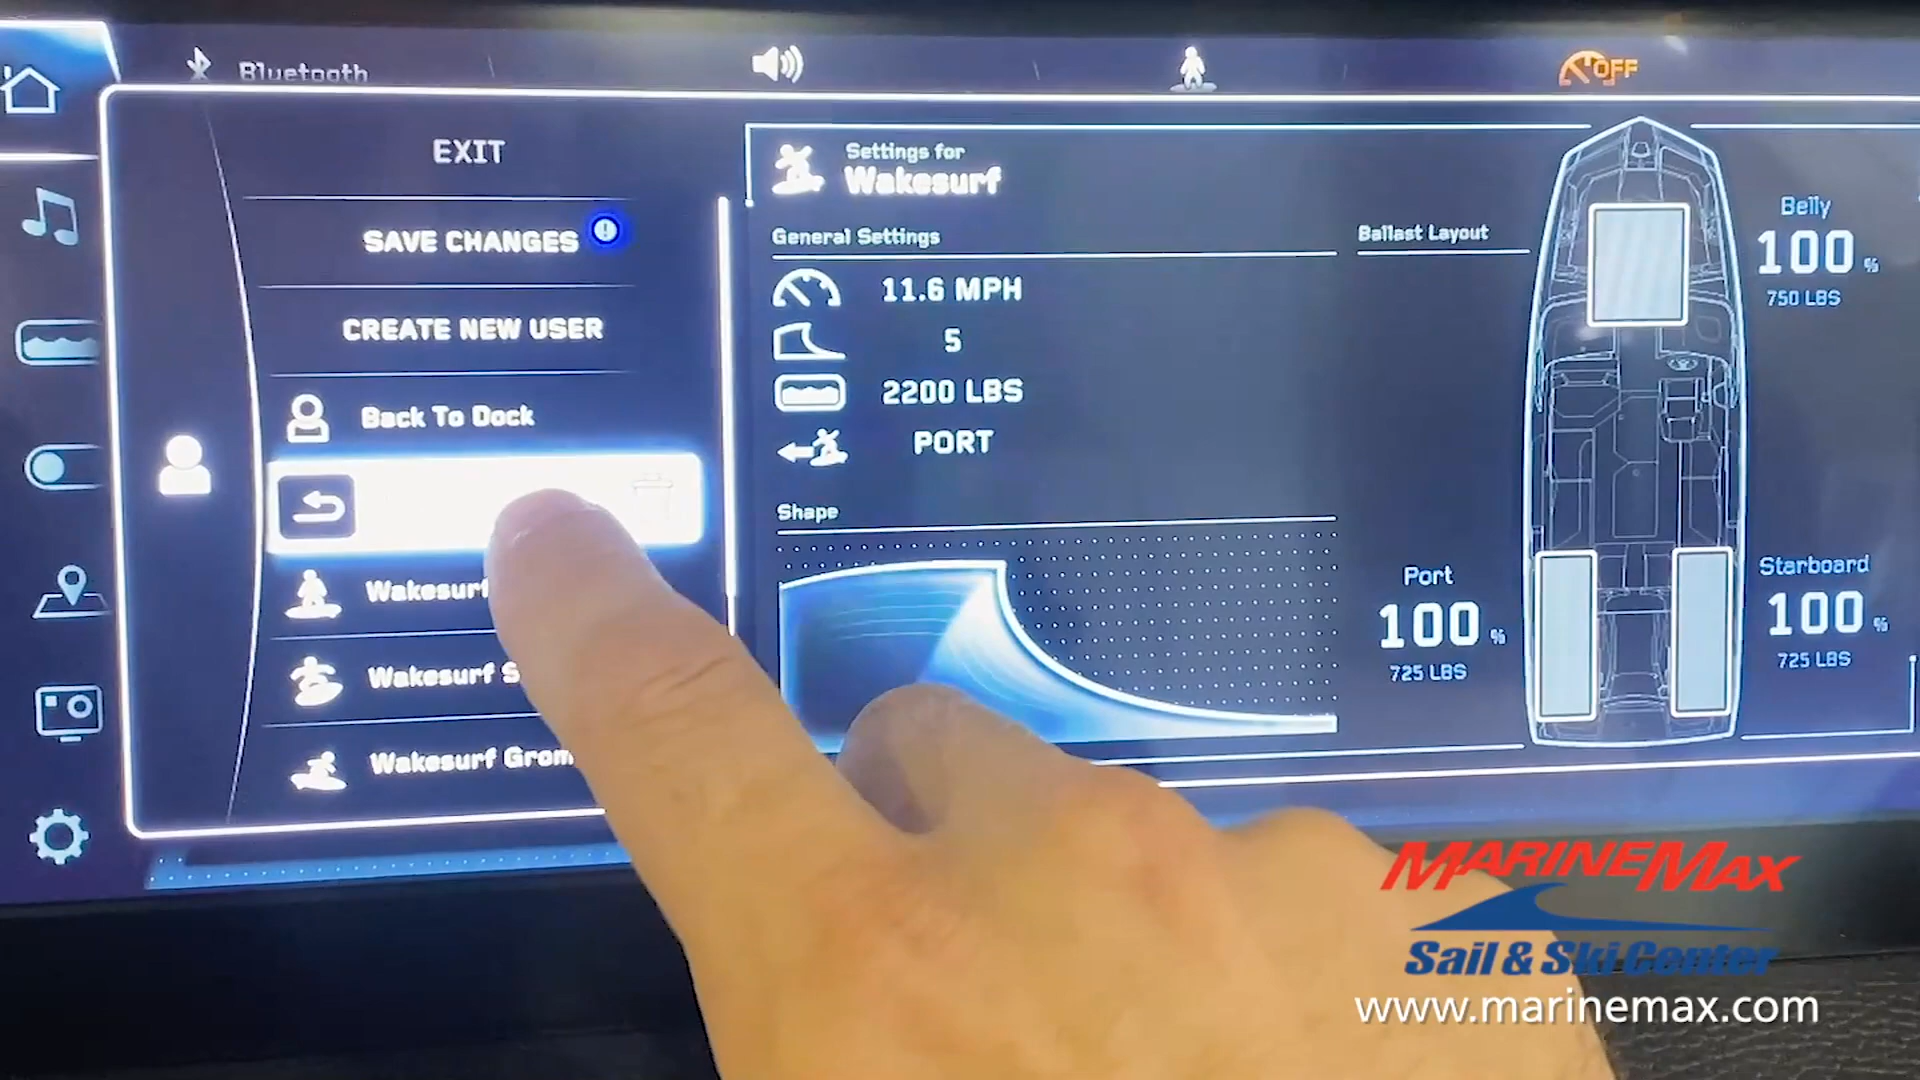 Bluetooth
OFF
EXIT
SAVE CHANGES
CREATE NEW USER
Back To Dock
Wakesurf
Wakesurf S
Wakesurf Grom
Settings for
Wakesurf
General Settings
11.6 MPH
5
2200 LBS
PORT
Shape
Ballast Layout
Belly
100 %
750 LBS
Port
100 %
725 LBS
Starboard
100 %
725 LBS
MARINEMAX
Sail & Ski Center
www.marinemax.com